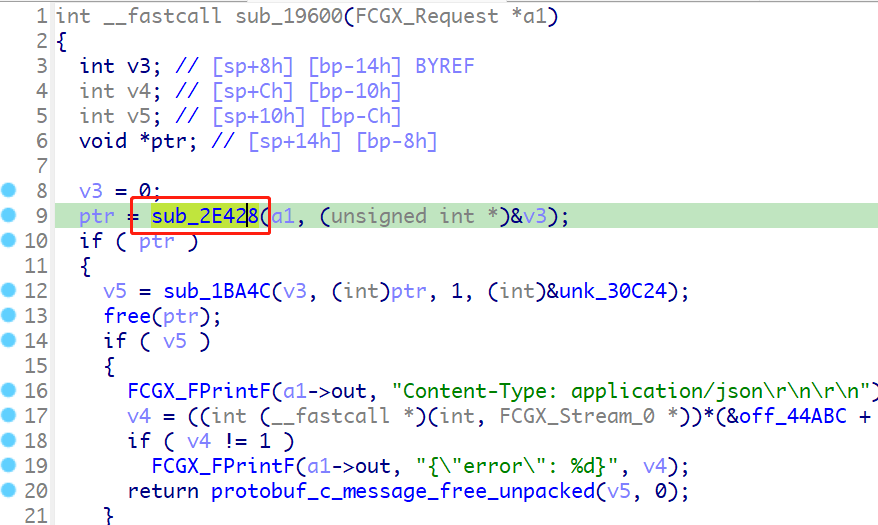 1 int __fastcall sub_19600(FCGX_Request *a1)
2 {
3 int v3; // [sp+8h] [bp-14h] BYREF
4 int v4; // [sp+Ch] [bp-10h]
5 int v5; // [sp+10h] [bp-Ch]
6 void *ptr; // [sp+14h] [bp-8h]
7
8 v3 = 0;
9 ptr = sub_2E428(a1, (unsigned int *)&v3);
10 if ( ptr )
11 {
12 v5 = sub_1BA4C(v3, (int)ptr, 1, (int)&unk_30C24);
13 free(ptr);
14 if ( v5 )
15 {
16 FCGX_FPrintF(a1->out, "Content-Type: application/json\r\n\r\n")
17 v4 = ((int (__fastcall *)(int, FCGX_Stream_0 *))*(&off_44ABC +
18 if ( v4 != 1 )
19 FCGX_FPrintF(a1->out, "{\"error\": %d}", v4);
20 return protobuf_c_message_free_unpacked(v5, 0);
21 }